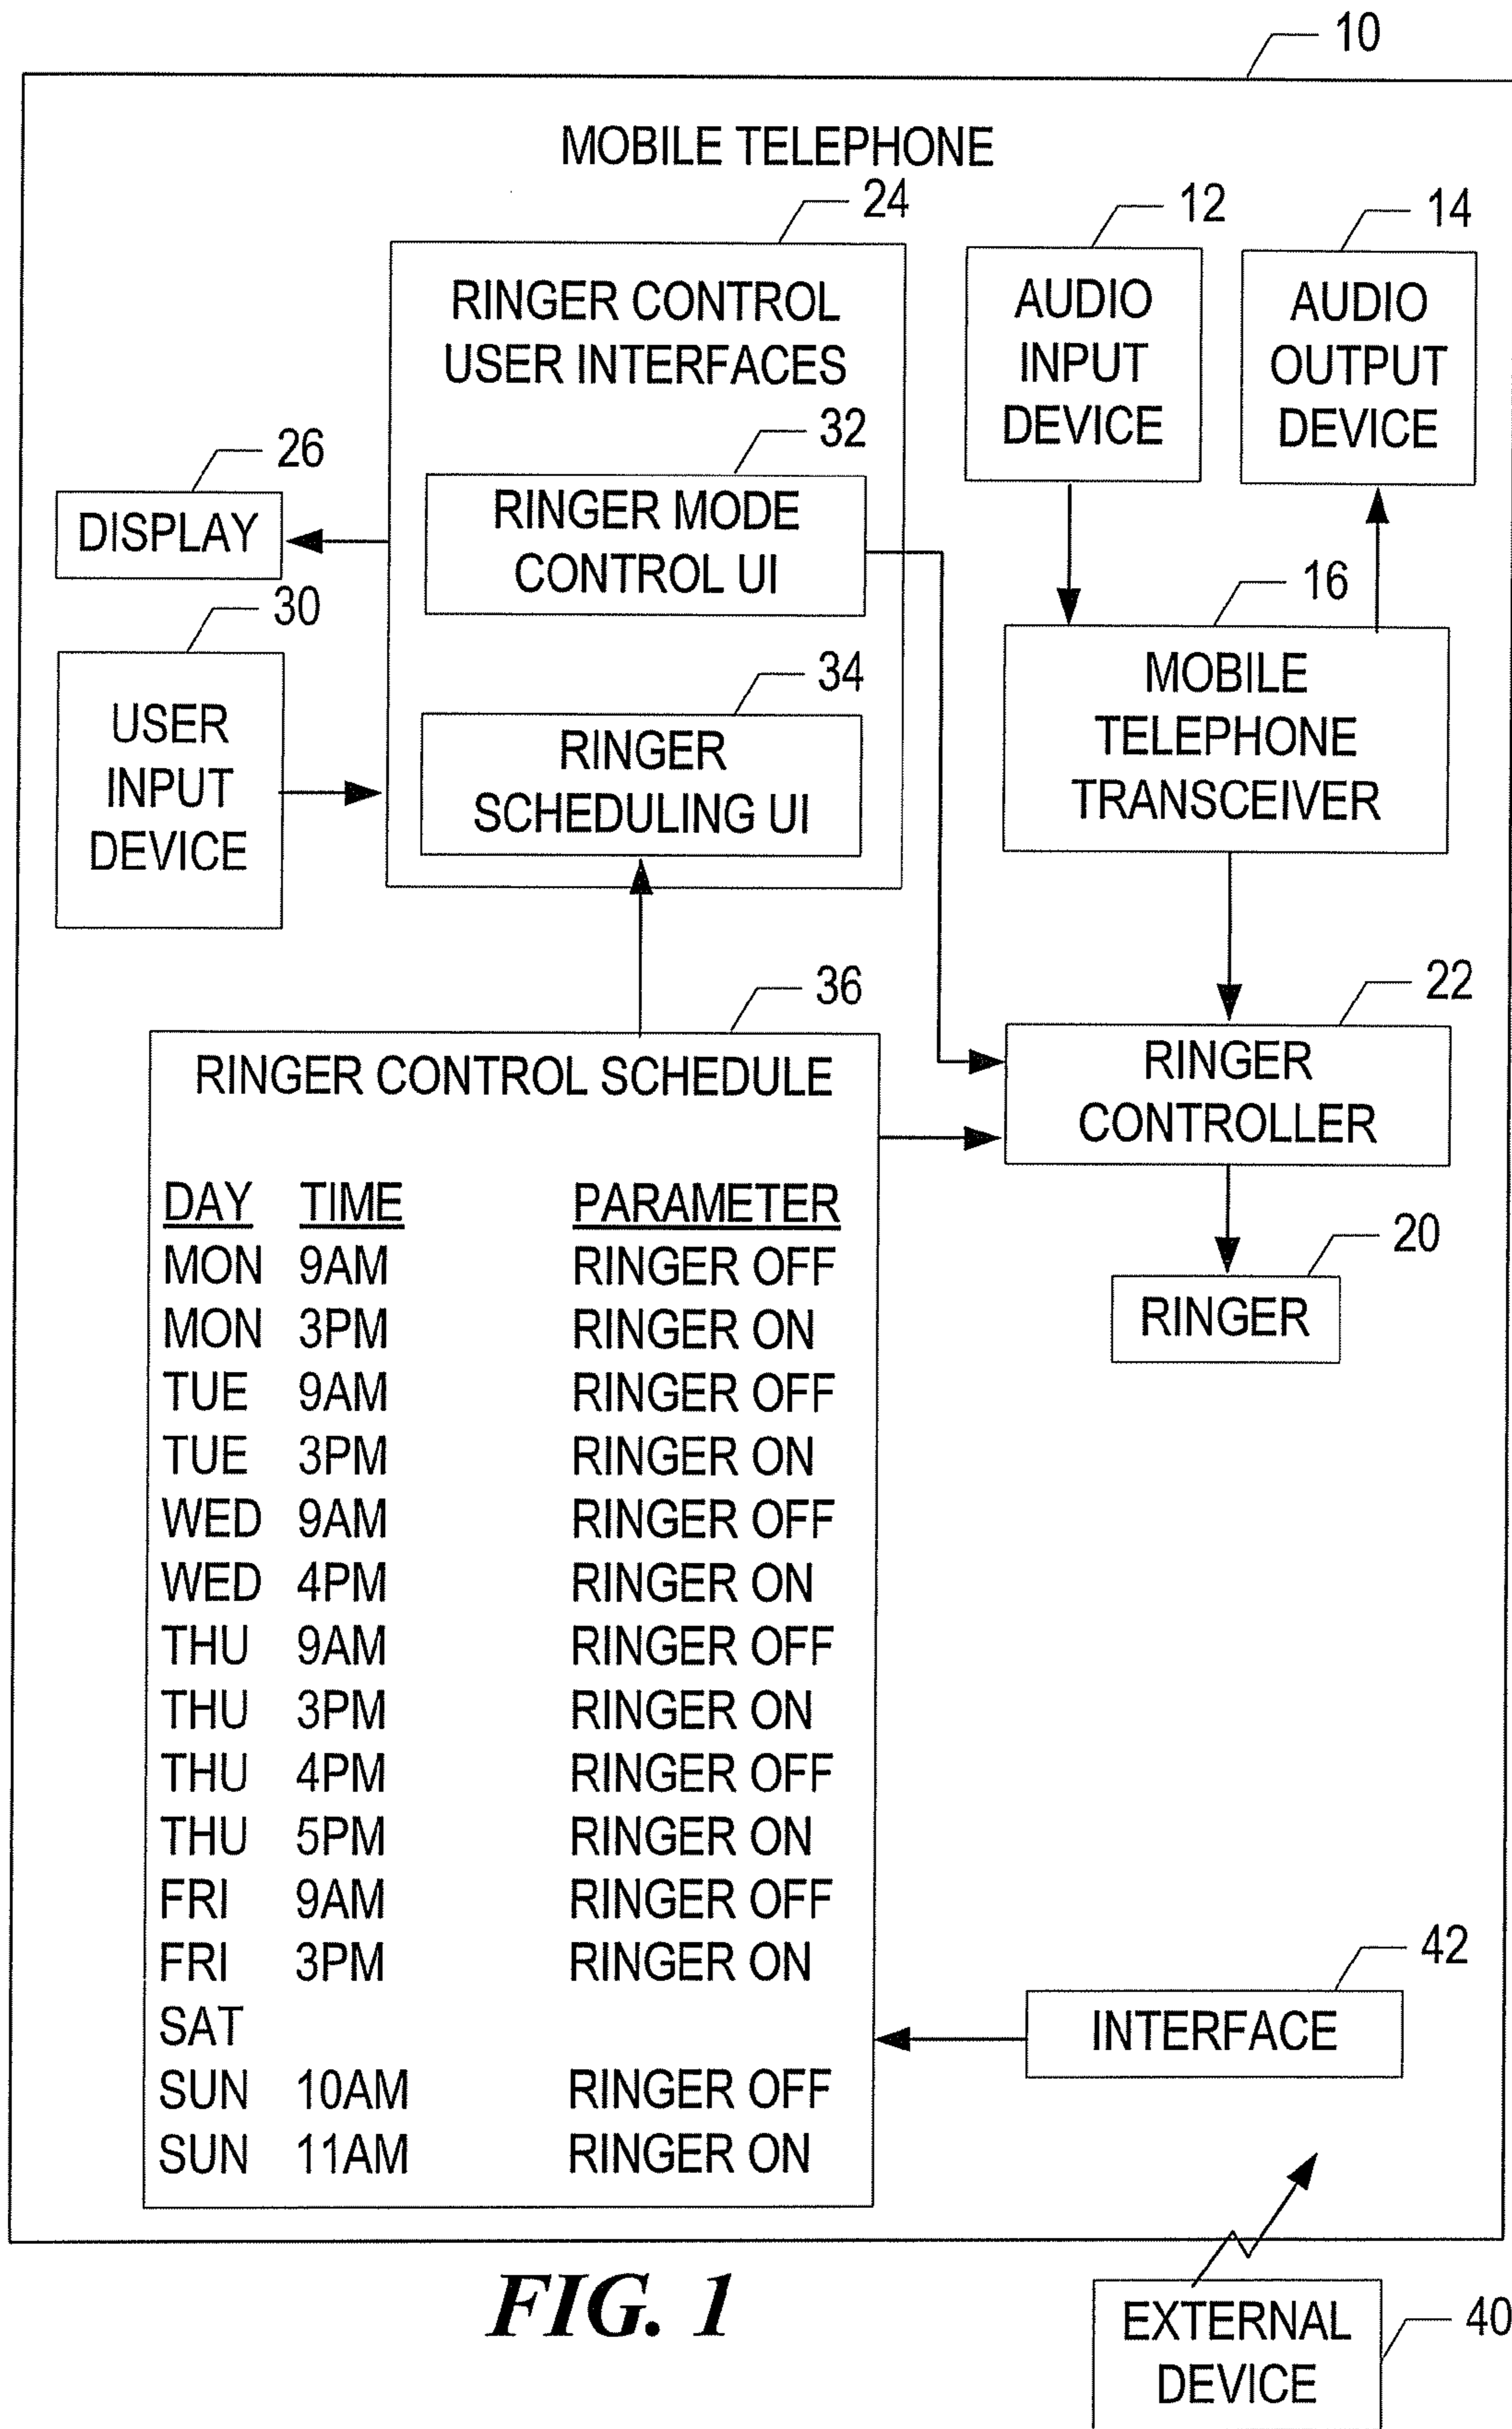 10
MOBILE TELEPHONE
24
12
14
RINGER CONTROL
USER INTERFACES
AUDIO
INPUT
DEVICE
AUDIO
OUTPUT
DEVICE
32
26
DISPLAY
RINGER MODE
CONTROL UI
16
30
MOBILE
TELEPHONE
TRANSCEIVER
34
USER
INPUT
DEVICE
RINGER
SCHEDULING UI
36
22
RINGER CONTROL SCHEDULE
RINGER
CONTROLLER
DAY TIME PARAMETER
MON 9AM RINGER OFF
MON 3PM RINGER ON
TUE 9AM RINGER OFF
TUE 3PM RINGER ON
WED 9AM RINGER OFF
WED 4PM RINGER ON
THU 9AM RINGER OFF
THU 3PM RINGER ON
THU 4PM RINGER OFF
THU 5PM RINGER ON
FRI 9AM RINGER OFF
FRI 3PM RINGER ON
SAT
SUN 10AM RINGER OFF
SUN 11AM RINGER ON
20
RINGER
42
INTERFACE
FIG. 1
EXTERNAL
DEVICE
40